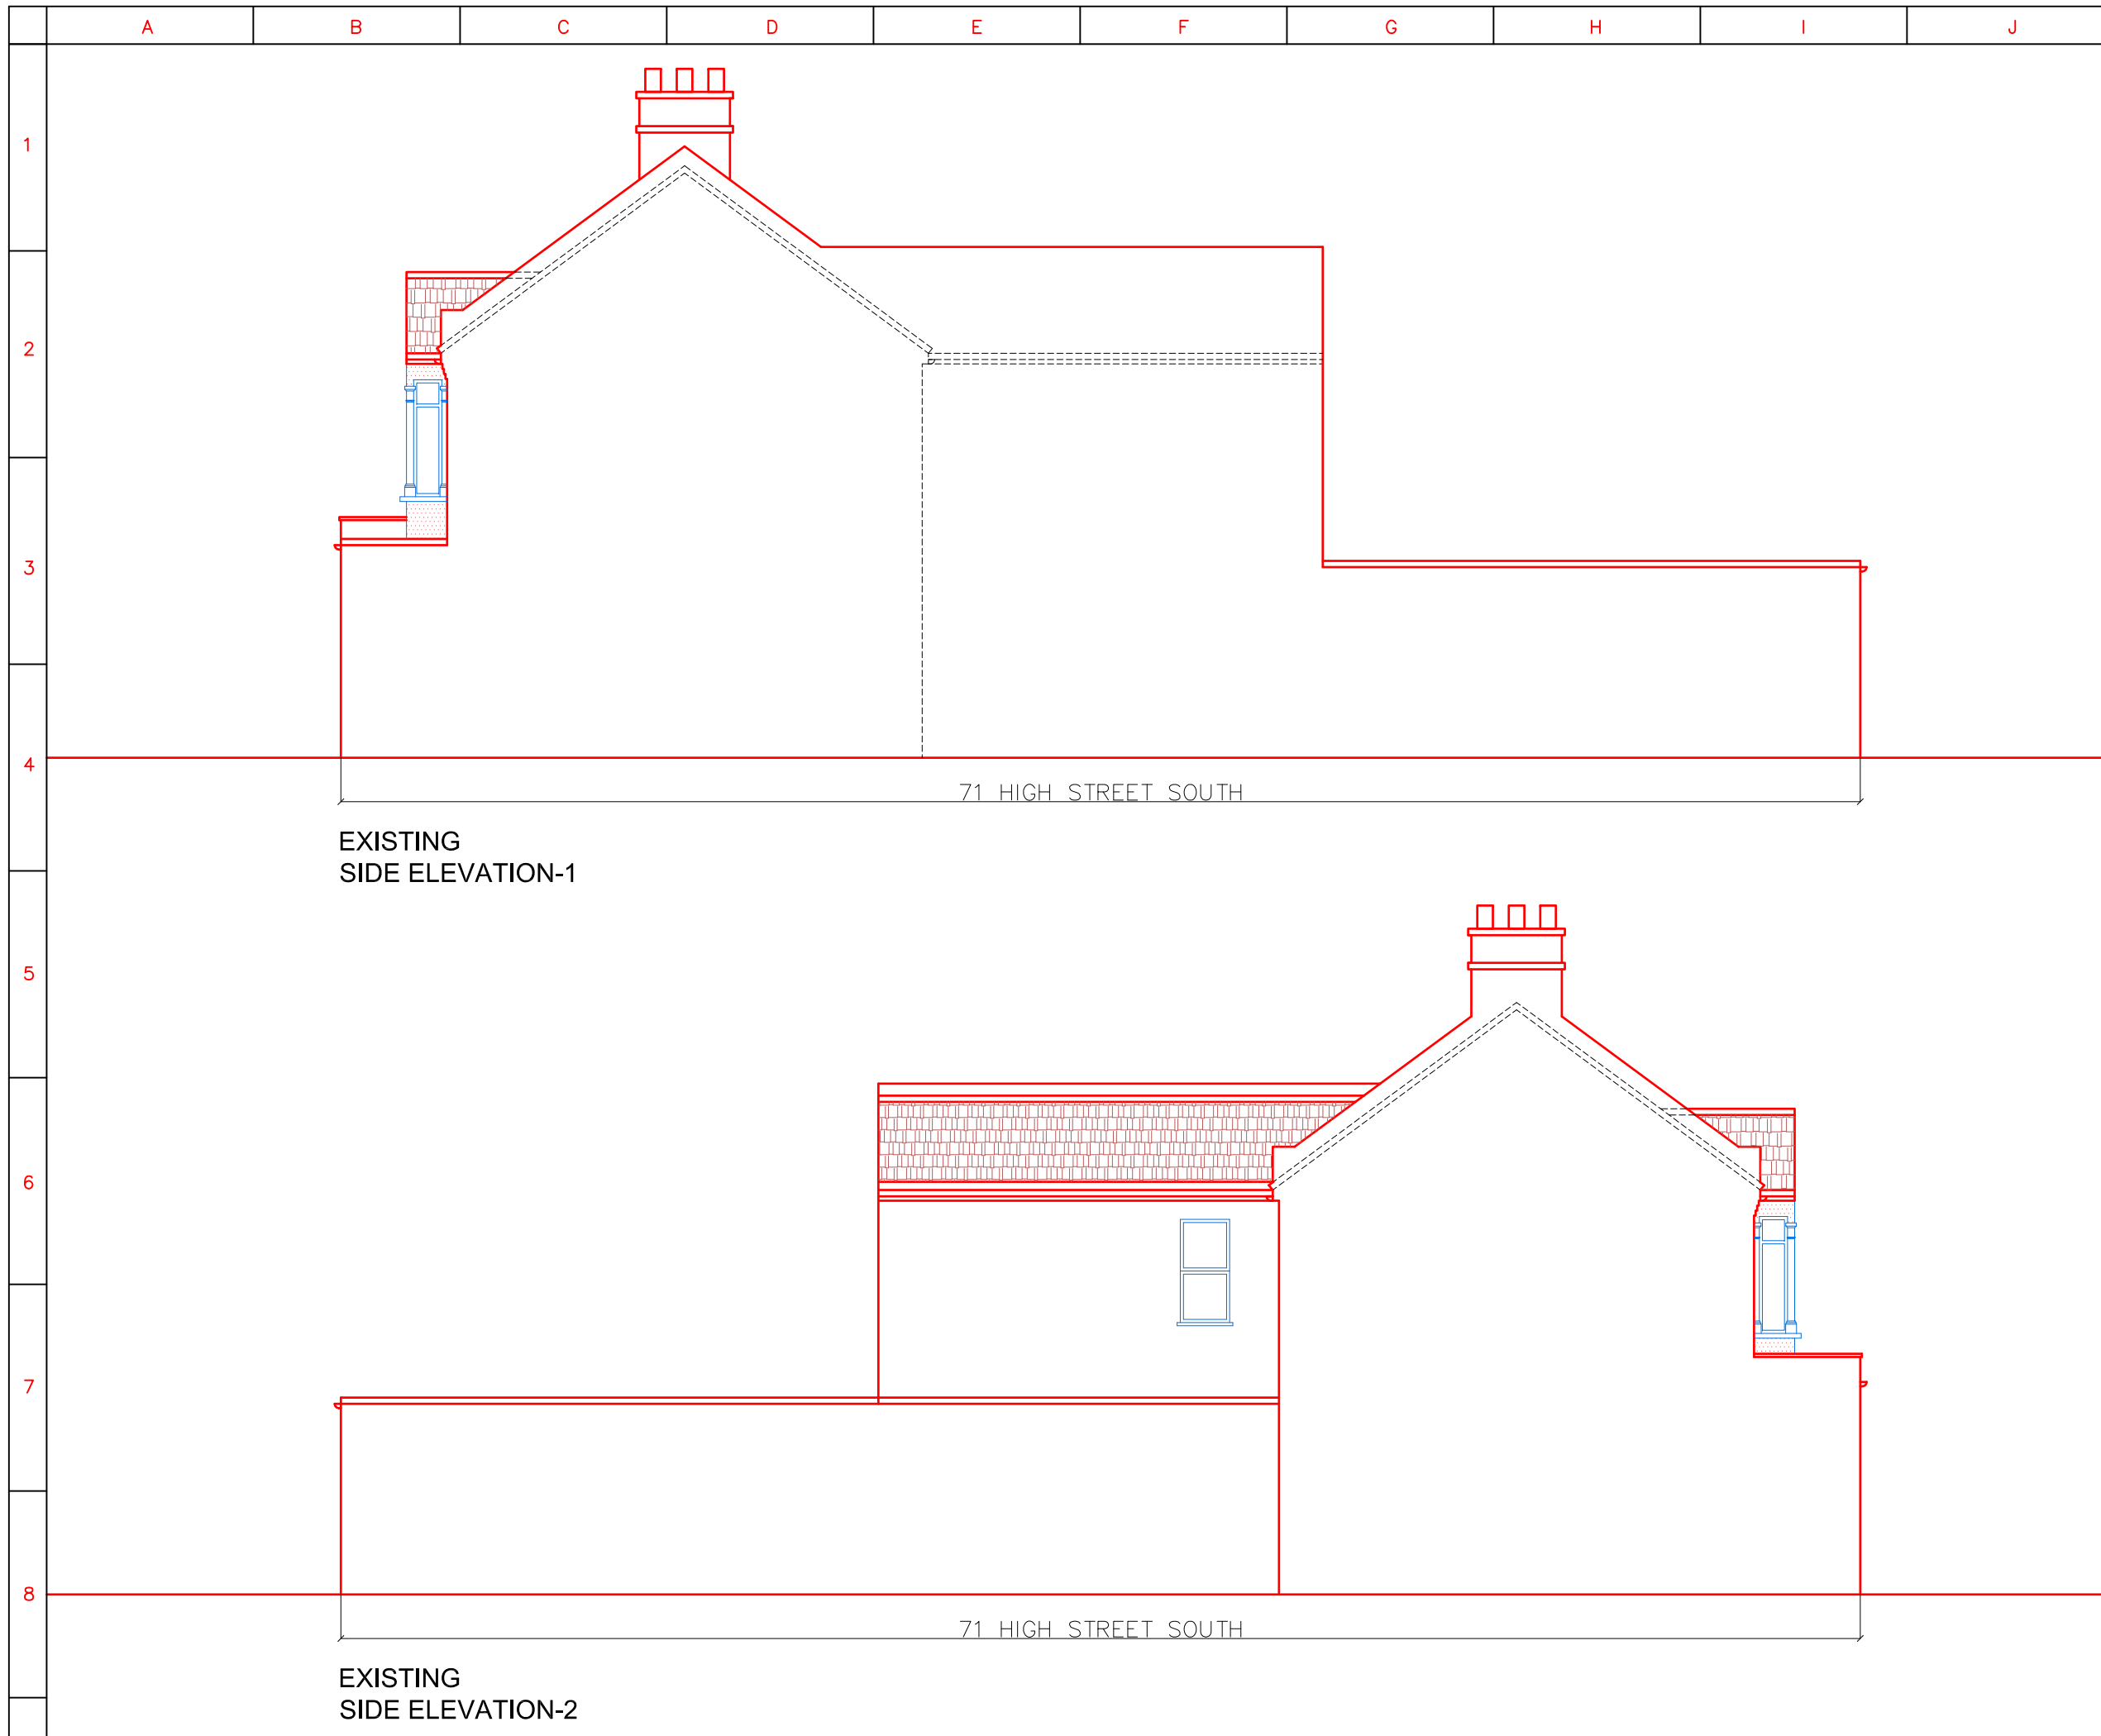 A B C D E F G H I J
1
2
3
4
71 HIGH STREET SOUTH
EXISTING
SIDE ELEVATION-1
5
6
7
8
71 HIGH STREET SOUTH
EXISTING
SIDE ELEVATION-2